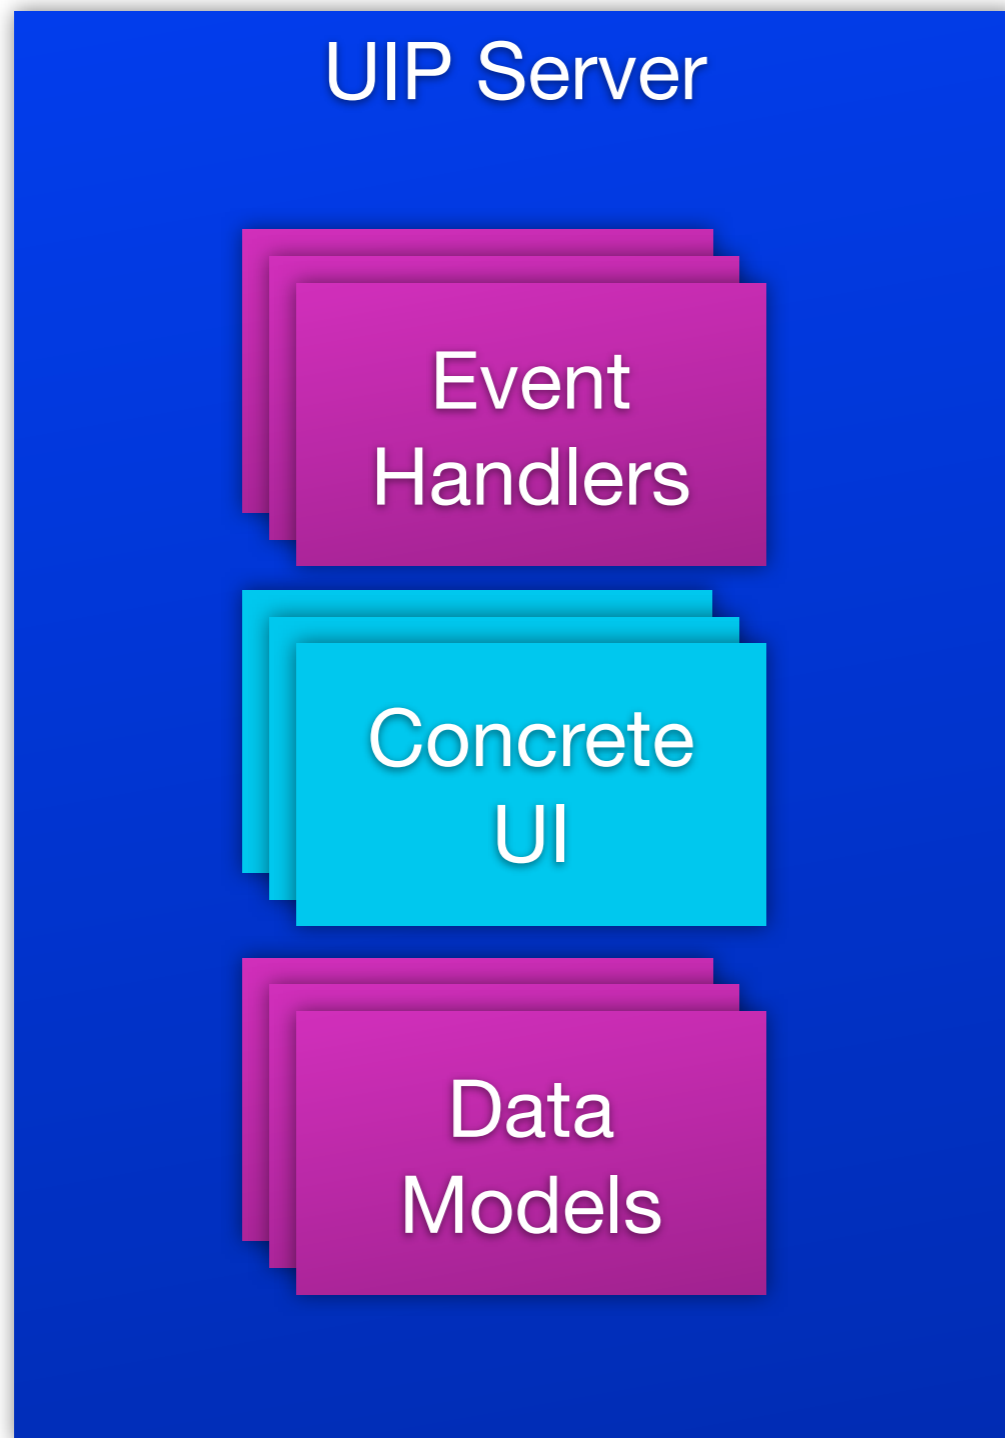 UIP Server
Event
Handlers
Concrete
UI
Data
Models